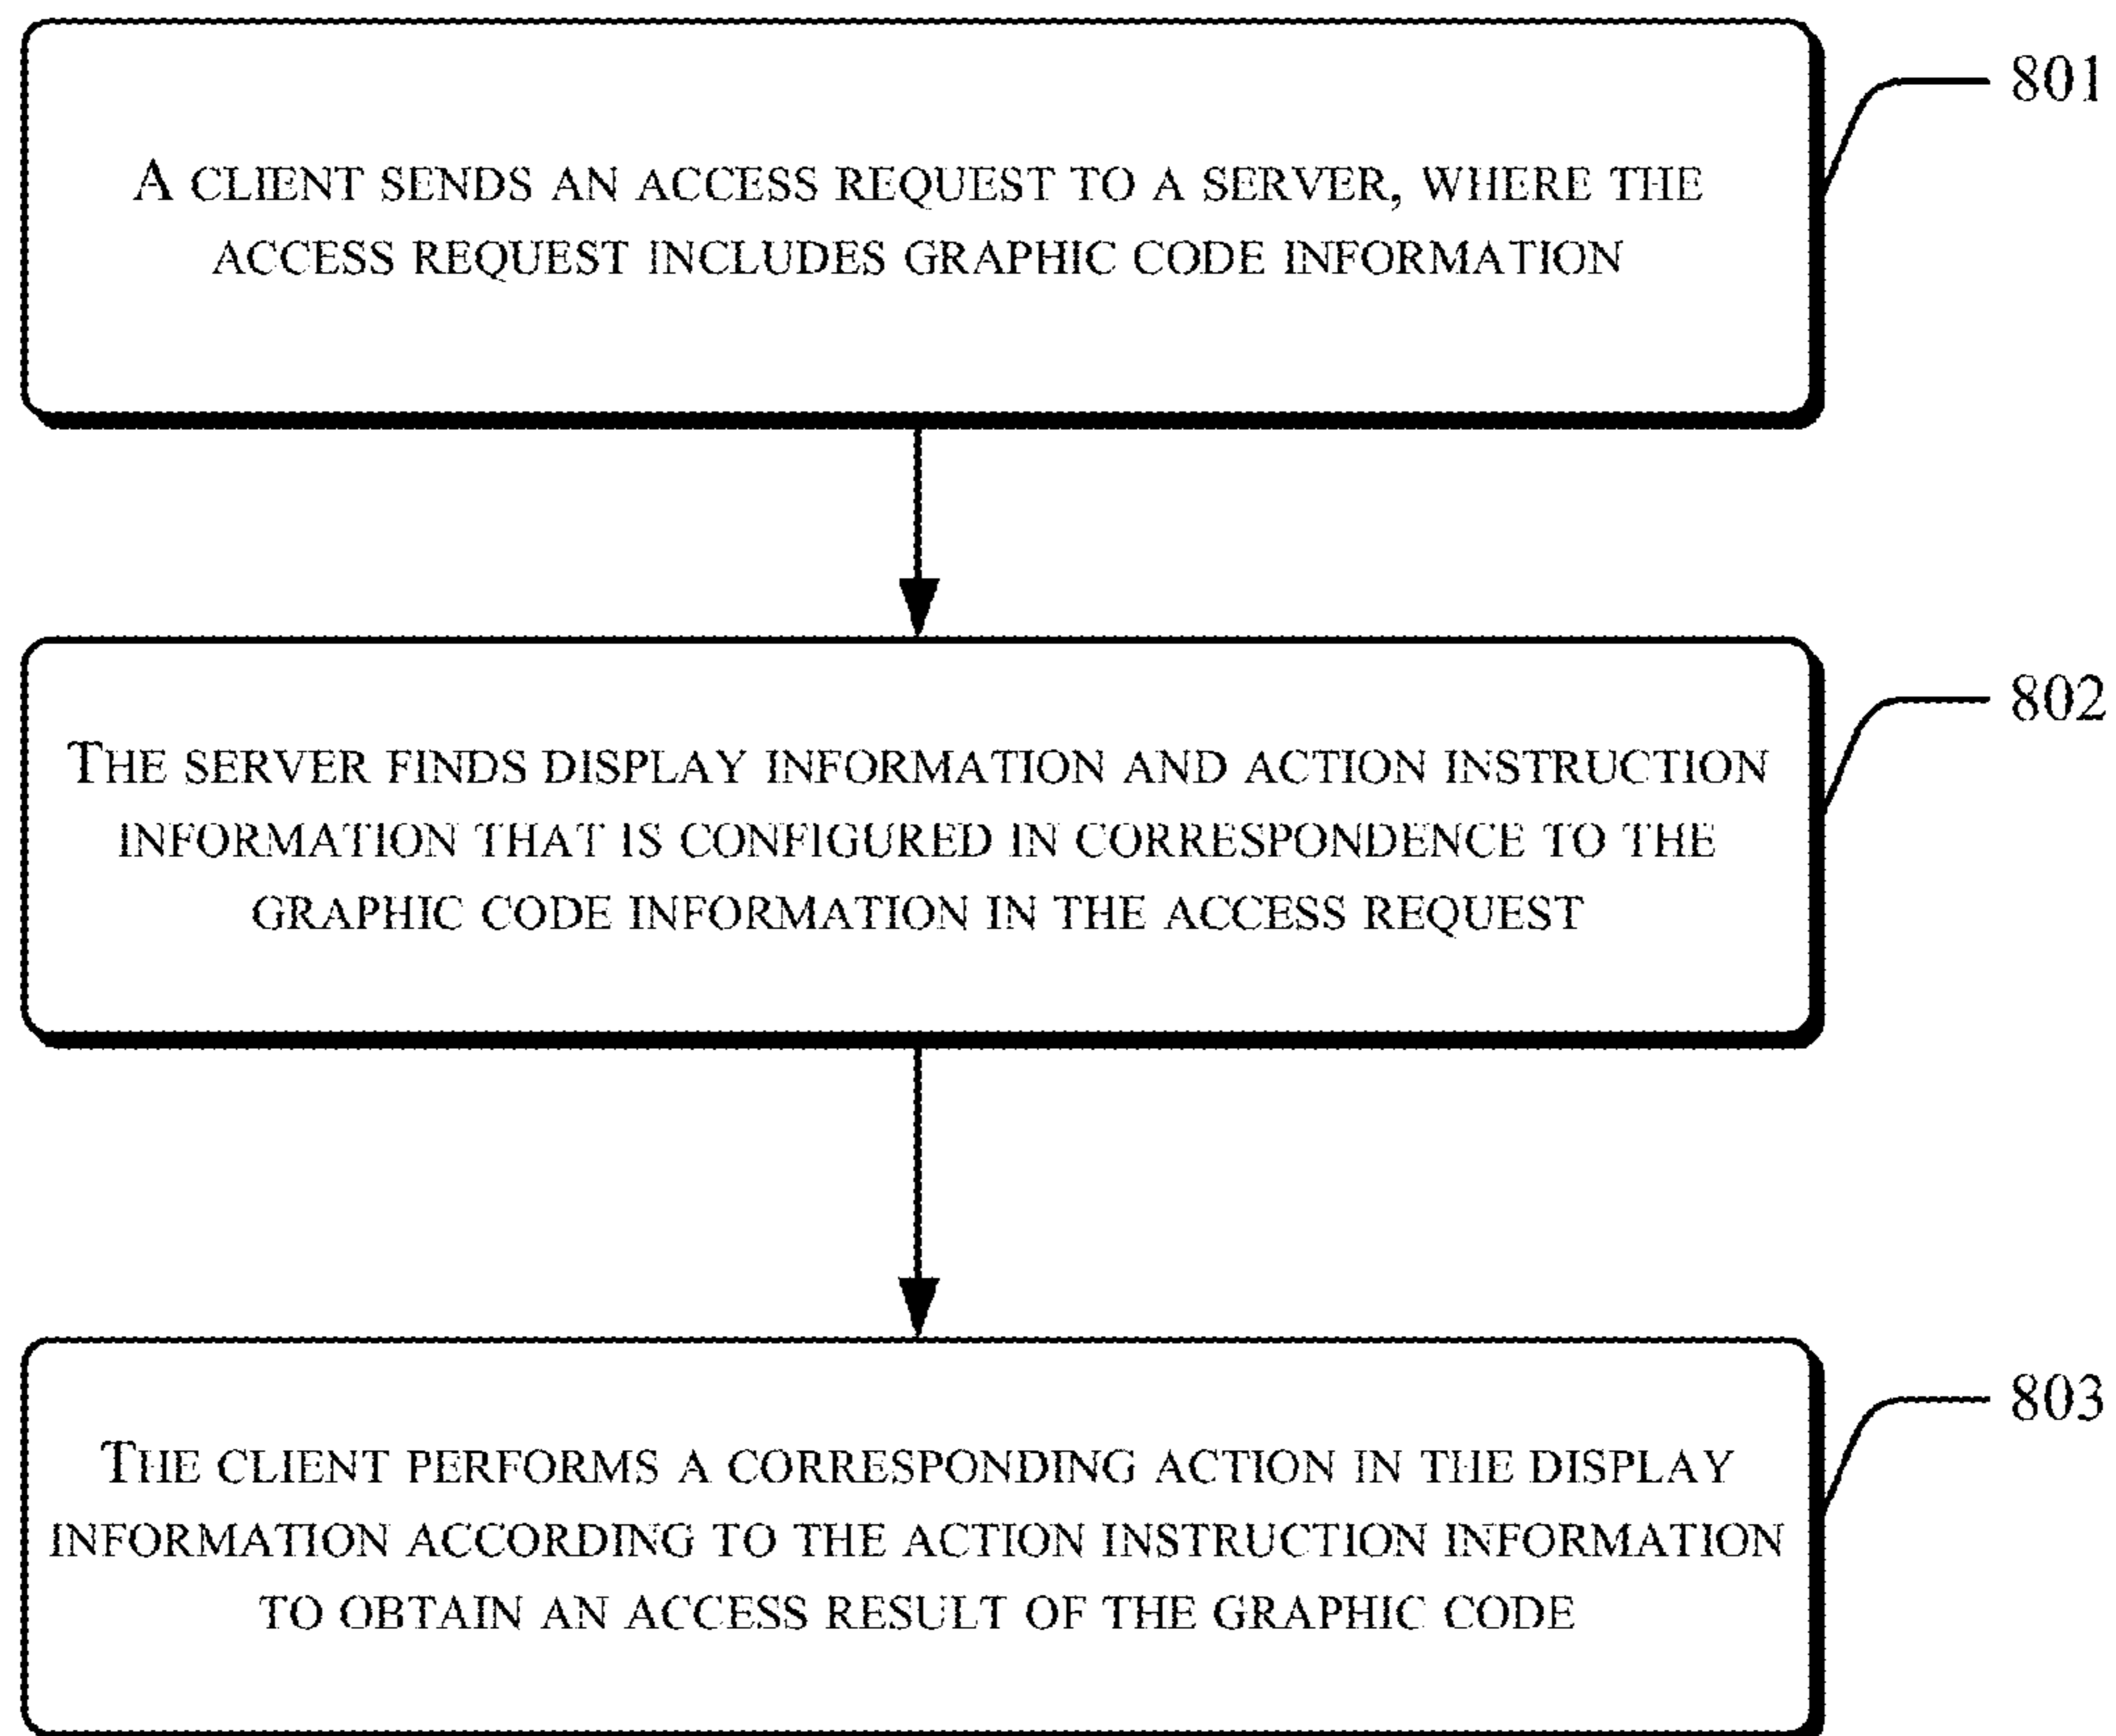 A CLIENT SENDS AN ACCESS REQUEST TO A SERVER, WHERE THE
ACCESS REQUEST INCLUDES GRAPHIC CODE INFORMATION
801
THE SERVER FINDS DISPLAY INFORMATION AND ACTION INSTRUCTION
INFORMATION THAT IS CONFIGURED IN CORRESPONDENCE TO THE
GRAPHIC CODE INFORMATION IN THE ACCESS REQUEST
802
THE CLIENT PERFORMS A CORRESPONDING ACTION IN THE DISPLAY
INFORMATION ACCORDING TO THE ACTION INSTRUCTION INFORMATION
TO OBTAIN AN ACCESS RESULT OF THE GRAPHIC CODE
803